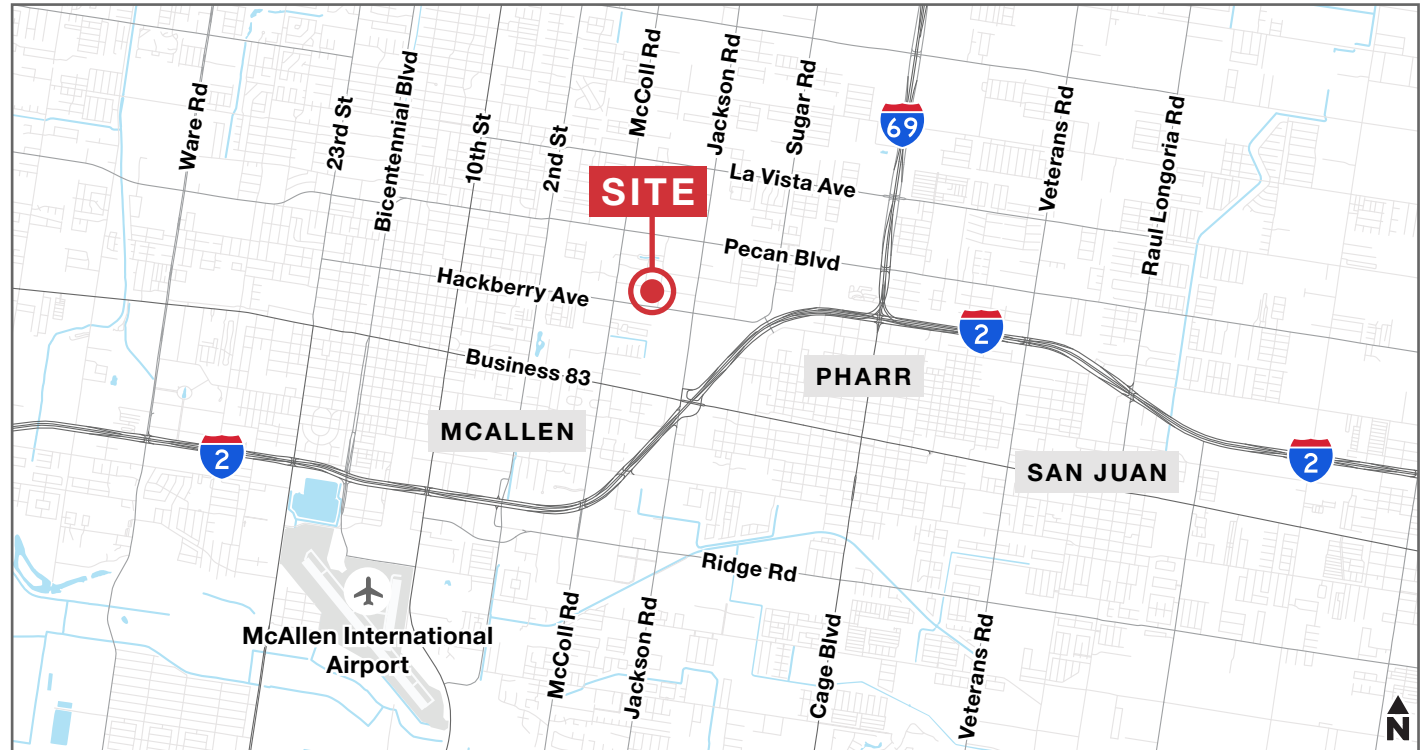 Ware Rd
23rd St
Bicentennial Blvd
10th St
2nd St
McColl Rd
Jackson Rd
Sugar Rd
69
Veterans Rd
Raul Longoria Rd
La Vista Ave
SITE
Pecan Blvd
Hackberry Ave
2
Business 83
PHARR
MCALLEN
2
SAN JUAN
2
Ridge Rd
McAllen International
Airport
McColl Rd
Jackson Rd
Cage Blvd
Veterans Rd
N